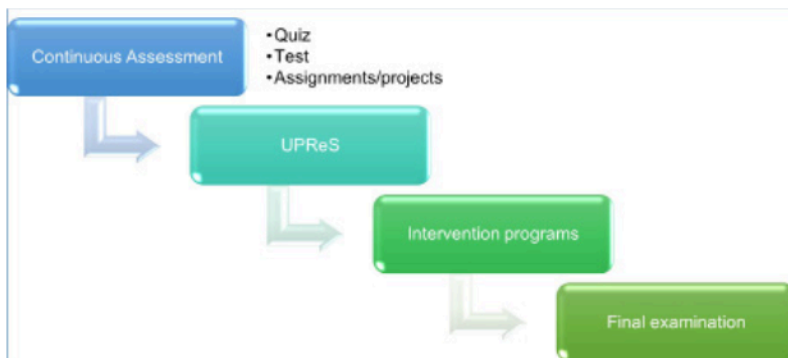 Continuous Assessment
•Quiz
•Test
•Assignments/projects
UPReS
Intervention programs
Final examination